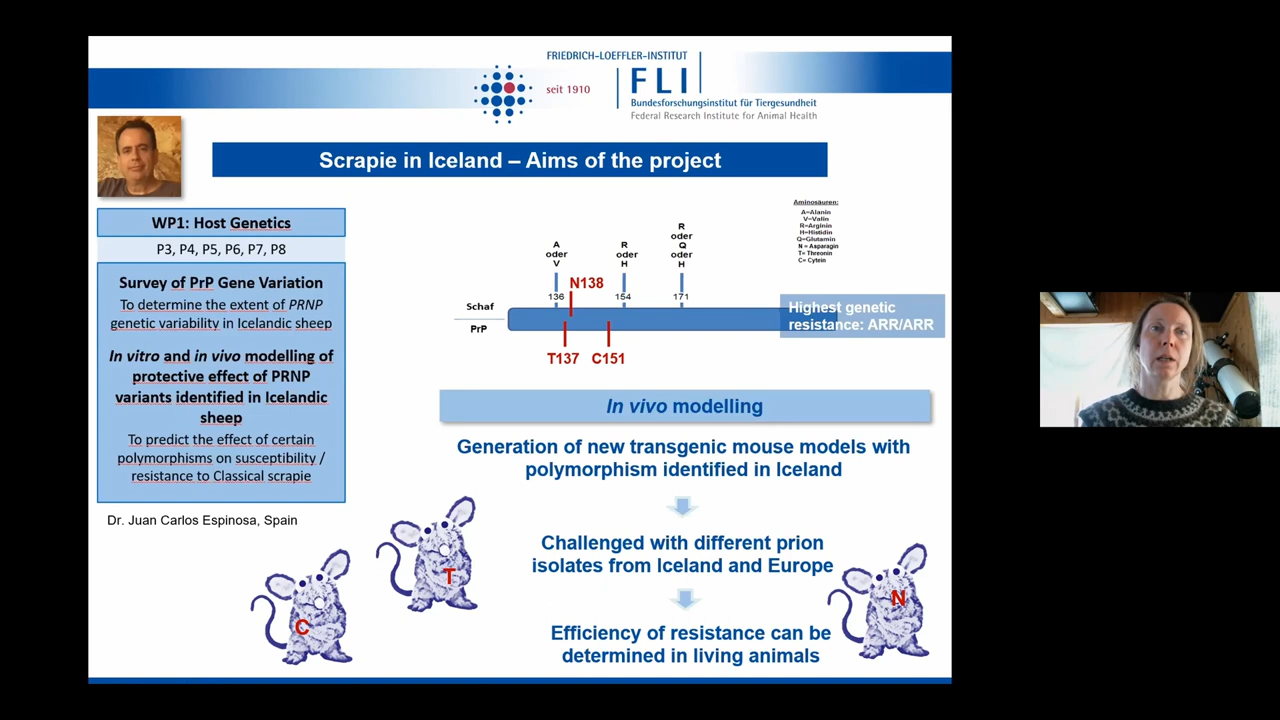 FRIEDRICH-LOEFFLER-INSTITUT
seit 1910
FLI
Bundesforschungsinstitut für Tiergesundheit
Federal Research Institute for Animal Health
Scrapie in Iceland – Aims of the project
WP1: Host Genetics
P3, P4, P5, P6, P7, P8
Survey of PrP Gene Variation
To determine the extent of PRNP
genetic variability in Icelandic sheep
In vitro and in vivo modelling of
protective effect of PRNP
variants identified in Icelandic
sheep
To predict the effect of certain
polymorphisms on susceptibility /
resistance to Classical scrapie
Dr. Juan Carlos Espinosa, Spain
Aminosäuren:
A=Alanin
V=Vallin
R=Arginin
H=Histidin
Q=Glutamin
N = Asparagin
T= Threonin
C= Cytein
A
oder
V
R
oder
H
R
oder
Q
oder
H
N138
136
154
171
Schaf
PrP
T137
C151
Highest genetic
resistance: ARR/ARR
In vivo modelling
Generation of new transgenic mouse models with
polymorphism identified in Iceland
Challenged with different prion
isolates from Iceland and Europe
Efficiency of resistance can be
determined in living animals
C
T
N